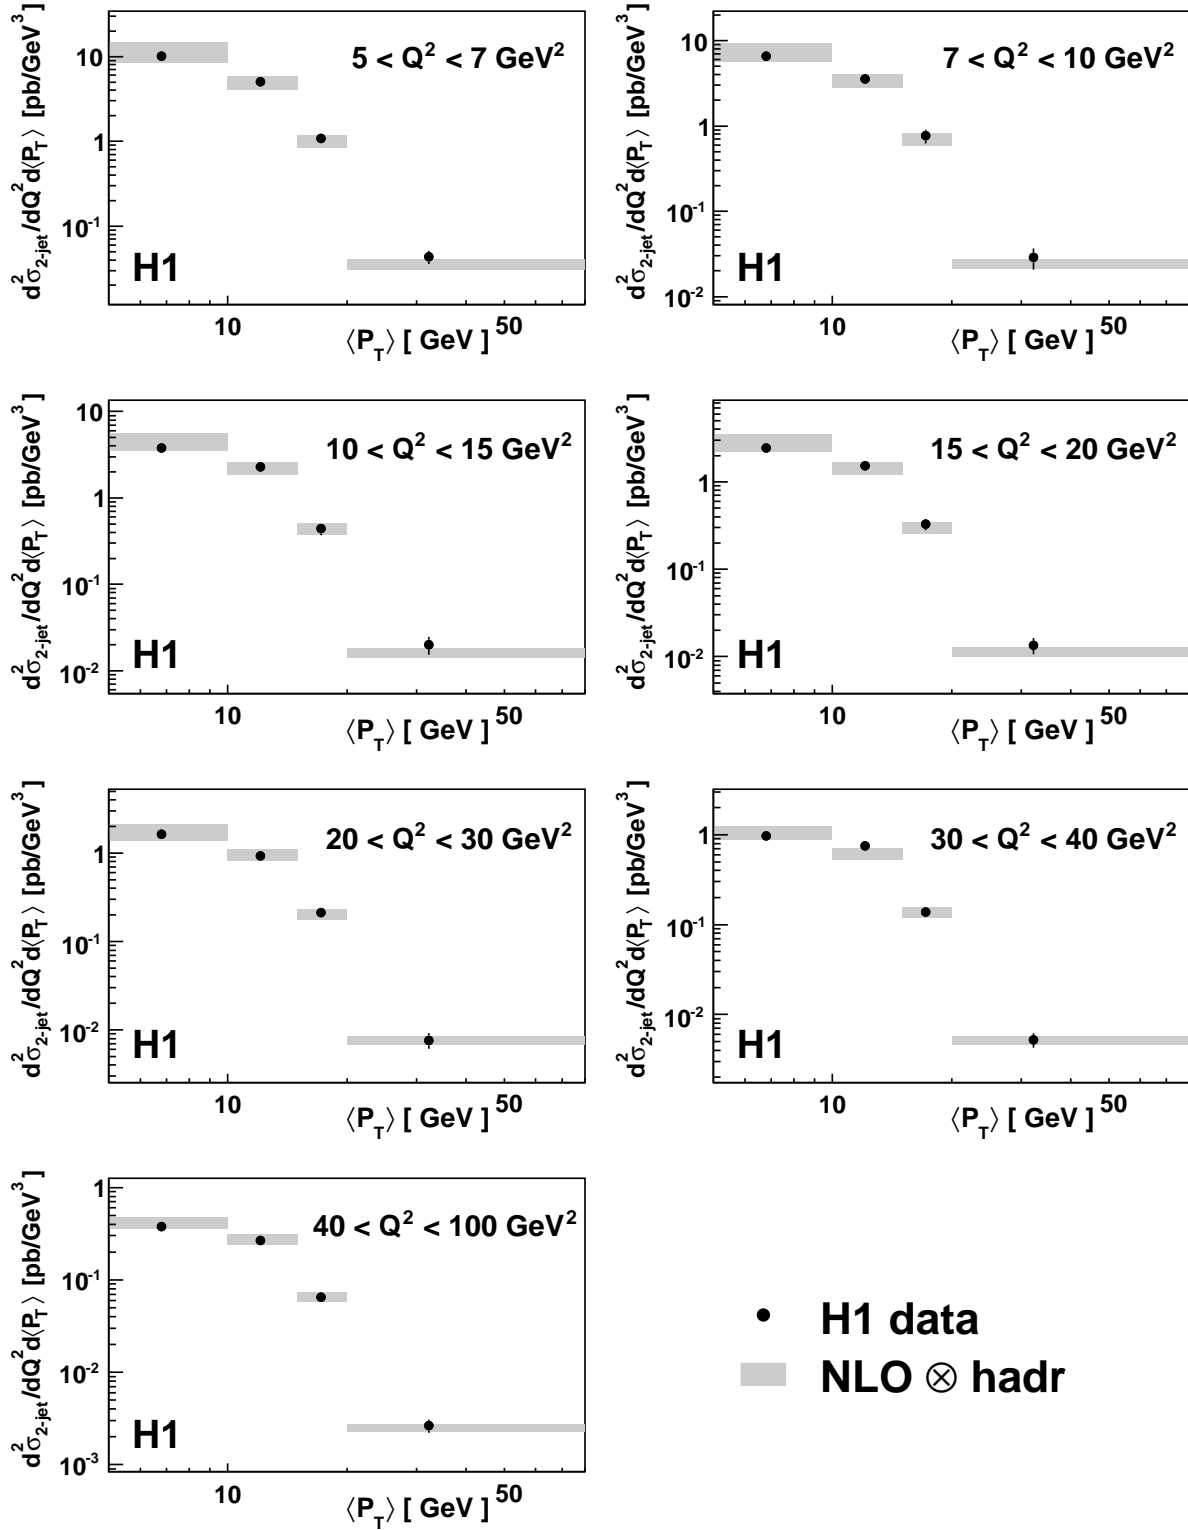 d²σ₂₋jet/dQ²d⟨P_T⟩ [pb/GeV³]
5 < Q² < 7 GeV²
10
1
10⁻¹
H1
10
50
⟨P_T⟩ [ GeV ]
d²σ₂₋jet/dQ²d⟨P_T⟩ [pb/GeV³]
7 < Q² < 10 GeV²
10
1
10⁻¹
10⁻²
H1
10
50
⟨P_T⟩ [ GeV ]
d²σ₂₋jet/dQ²d⟨P_T⟩ [pb/GeV³]
10 < Q² < 15 GeV²
10
1
10⁻¹
10⁻²
H1
10
50
⟨P_T⟩ [ GeV ]
d²σ₂₋jet/dQ²d⟨P_T⟩ [pb/GeV³]
15 < Q² < 20 GeV²
1
10⁻¹
10⁻²
H1
10
50
⟨P_T⟩ [ GeV ]
d²σ₂₋jet/dQ²d⟨P_T⟩ [pb/GeV³]
20 < Q² < 30 GeV²
1
10⁻¹
10⁻²
H1
10
50
⟨P_T⟩ [ GeV ]
d²σ₂₋jet/dQ²d⟨P_T⟩ [pb/GeV³]
30 < Q² < 40 GeV²
1
10⁻¹
10⁻²
H1
10
50
⟨P_T⟩ [ GeV ]
d²σ₂₋jet/dQ²d⟨P_T⟩ [pb/GeV³]
40 < Q² < 100 GeV²
1
10⁻¹
10⁻²
10⁻³
H1
10
50
⟨P_T⟩ [ GeV ]
H1 data
NLO ⊗ hadr